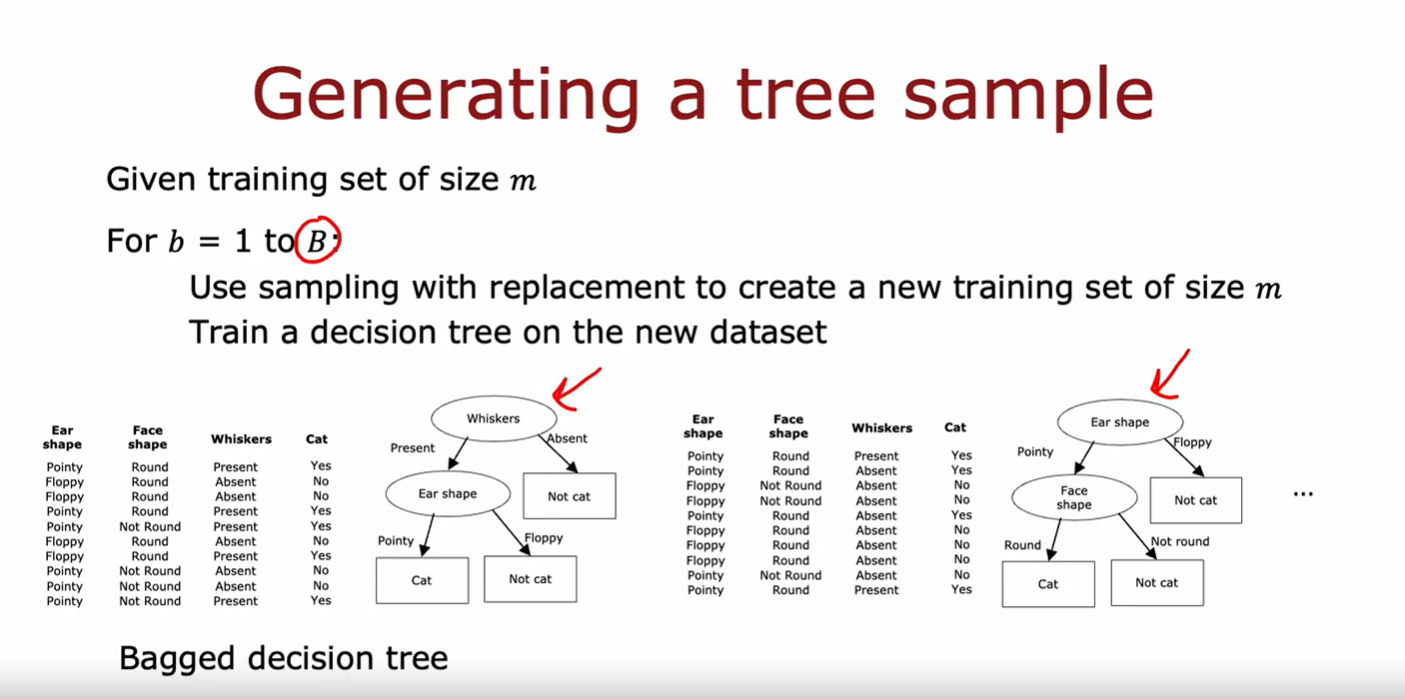 Generating a tree sample
Given training set of size m
For b = 1 to B:
Use sampling with replacement to create a new training set of size m
Train a decision tree on the new dataset
Ear shape Face shape Whiskers Cat
Pointy Round Present Yes
Floppy Round Absent No
Floppy Round Absent No
Pointy Round Present Yes
Pointy Not Round Present Yes
Floppy Round Absent No
Floppy Round Present Yes
Pointy Not Round Absent No
Pointy Not Round Absent No
Pointy Not Round Present Yes
Whiskers
Present
Absent
Ear shape
Not cat
Pointy
Floppy
Cat
Not cat
Ear shape Face shape Whiskers Cat
Pointy Round Present Yes
Pointy Round Absent Yes
Floppy Not Round Absent No
Floppy Not Round Absent No
Pointy Round Absent Yes
Floppy Round Absent No
Floppy Round Absent No
Floppy Round Absent No
Pointy Not Round Absent No
Pointy Round Present Yes
Ear shape
Pointy
Floppy
Face shape
Not cat
Round
Not round
Cat
Not cat
...
Bagged decision tree